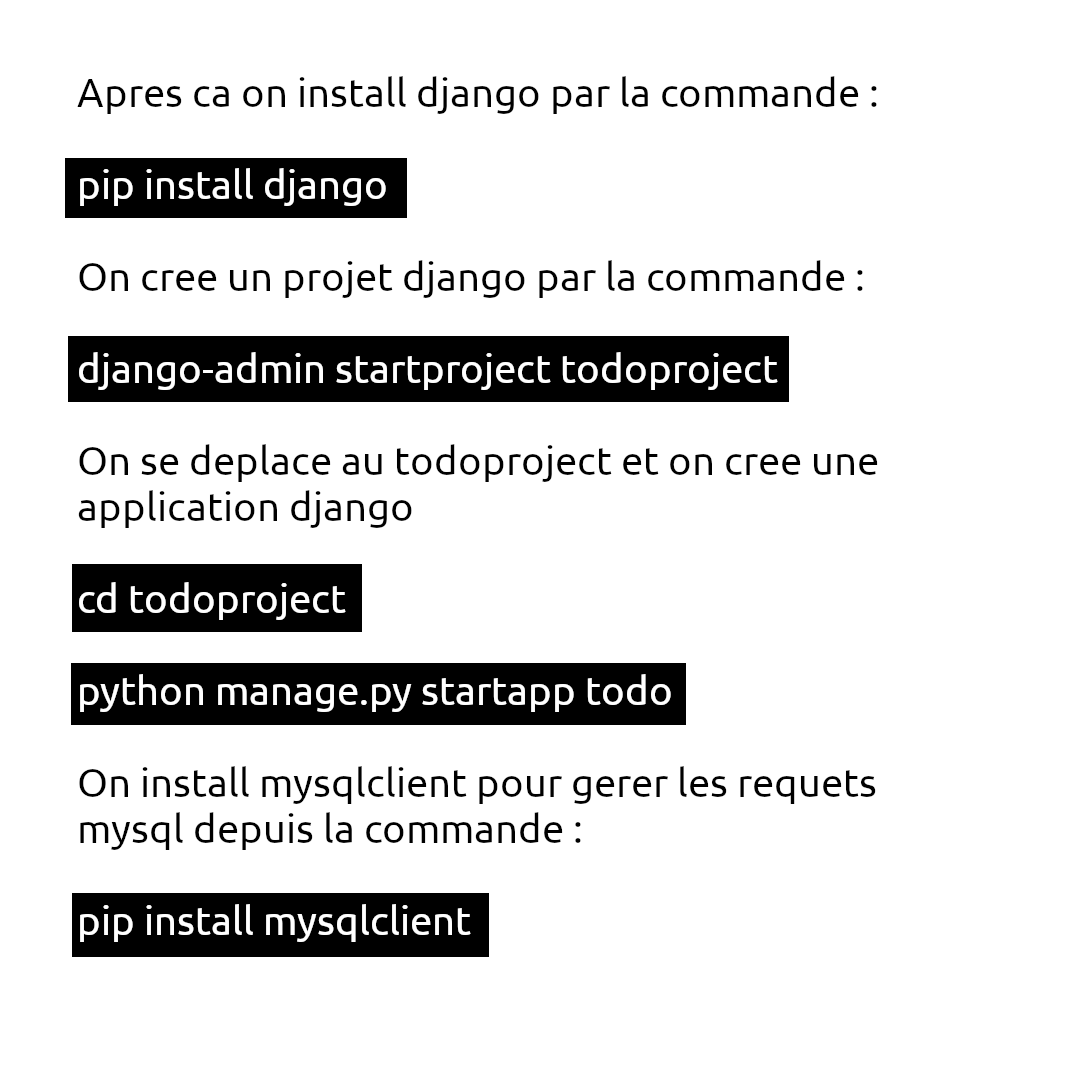 Apres ca on install django par la commande :
pip install django
On cree un projet django par la commande :
django-admin startproject todoproject
On se deplace au todoproject et on cree une
application django
cd todoproject
python manage.py startapp todo
On install mysqlclient pour gerer les requets
mysql depuis la commande :
pip install mysqlclient